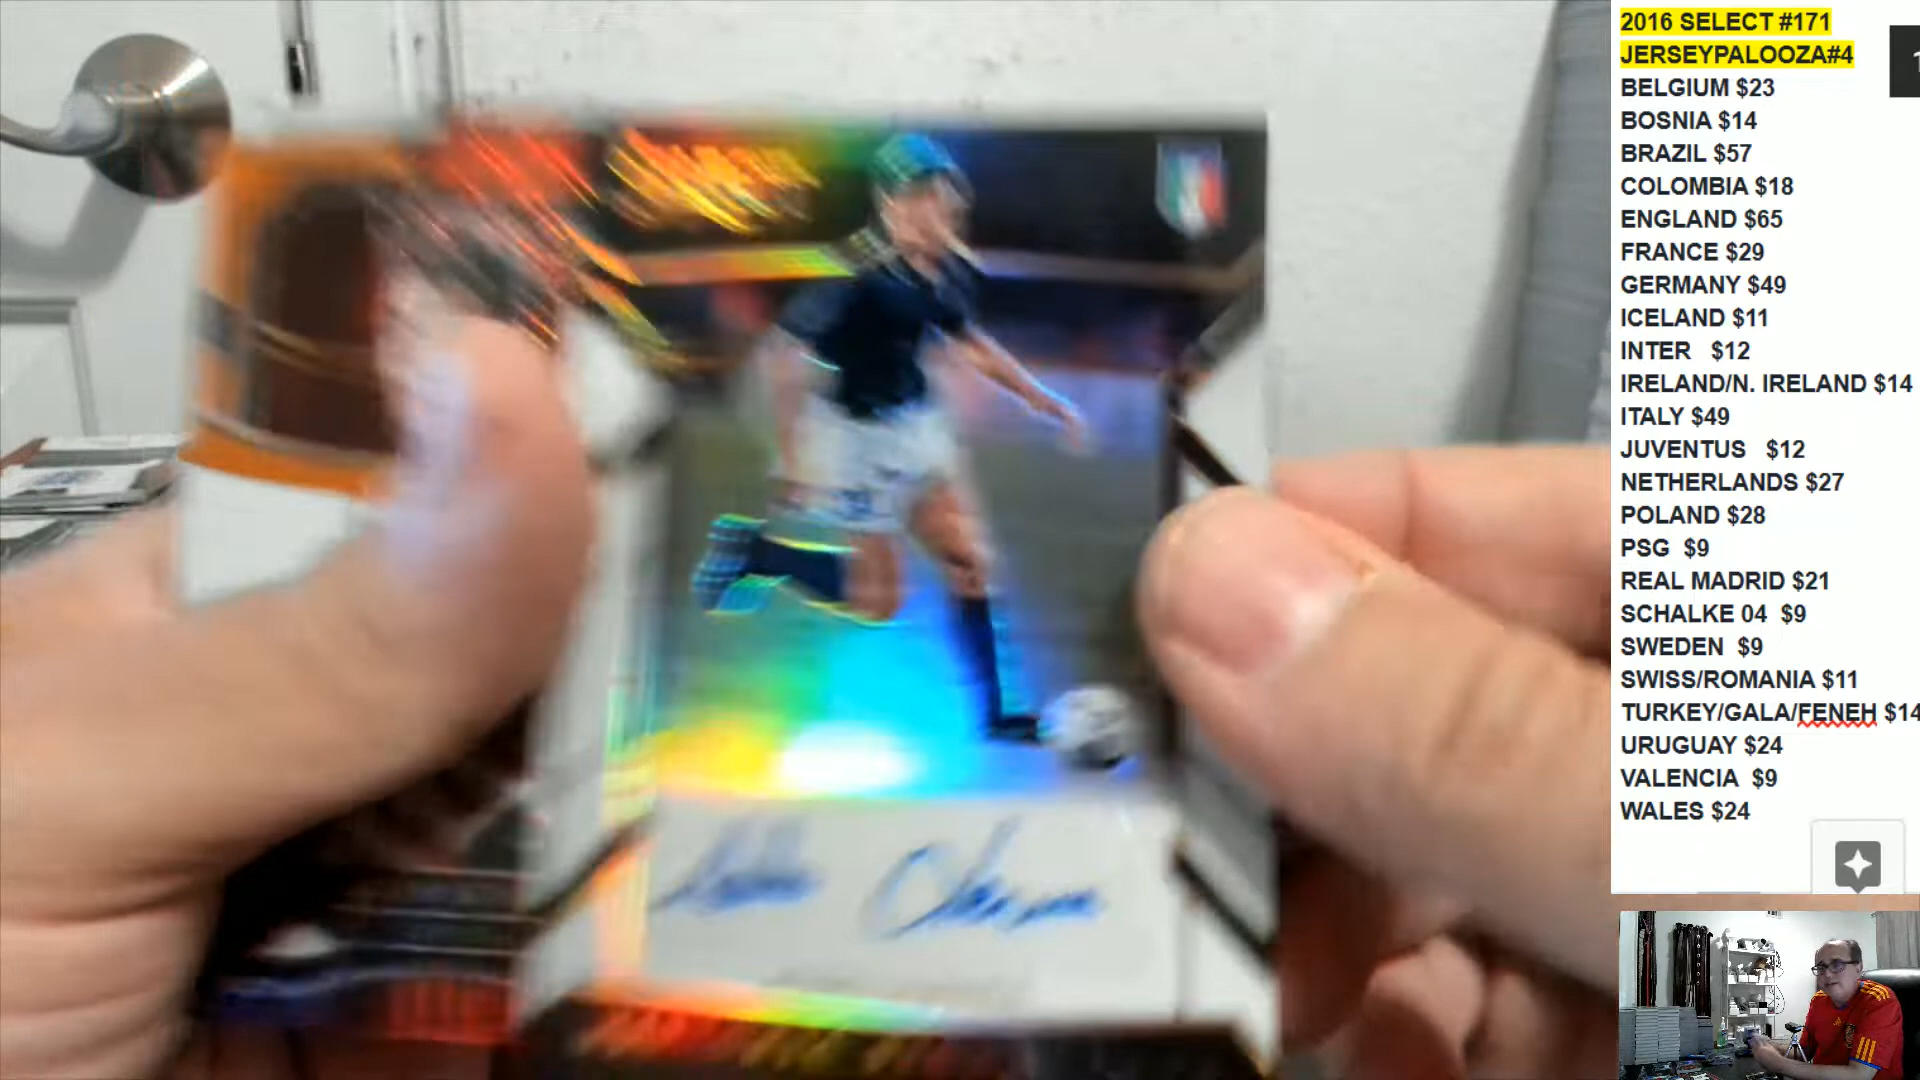 2016 SELECT #171
JERSEYPALOOZA#4
BELGIUM $23
BOSNIA $14
BRAZIL $57
COLOMBIA $18
ENGLAND $65
FRANCE $29
GERMANY $49
ICELAND $11
INTER $12
IRELAND/N. IRELAND $14
ITALY $49
JUVENTUS $12
NETHERLANDS $27
POLAND $28
PSG $9
REAL MADRID $21
SCHALKE 04 $9
SWEDEN $9
SWISS/ROMANIA $11
TURKEY/GALA/FENEH $14
URUGUAY $24
VALENCIA $9
WALES $24